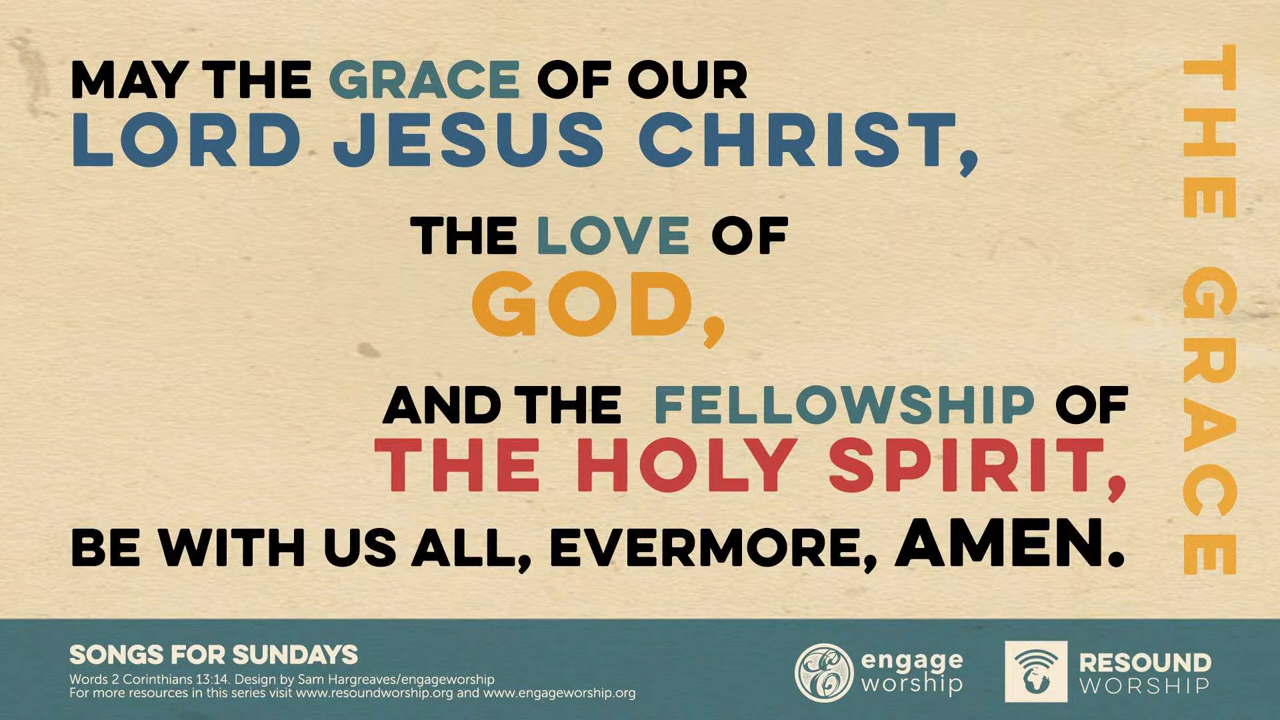 MAY THE GRACE OF OUR
LORD JESUS CHRIST,
THE LOVE OF
GOD,
AND THE FELLOWSHIP OF
THE HOLY SPIRIT,
BE WITH US ALL, EVERMORE, AMEN.
THE GRACE
SONGS FOR SUNDAYS
Words 2 Corinthians 13:14. Design by Sam Hargreaves/engageworship
For more resources in this series visit www.resoundworship.org and www.engageworship.org
engage
worship
RESOUND
WORSHIP